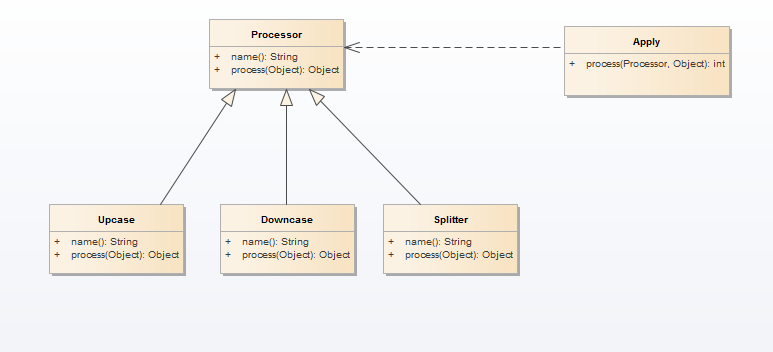 Processor
+ name(): String
+ process(Object): Object
Apply
+ process(Processor, Object): int
Upcase
+ name(): String
+ process(Object): Object
Downcase
+ name(): String
+ process(Object): Object
Splitter
+ name(): String
+ process(Object): Object